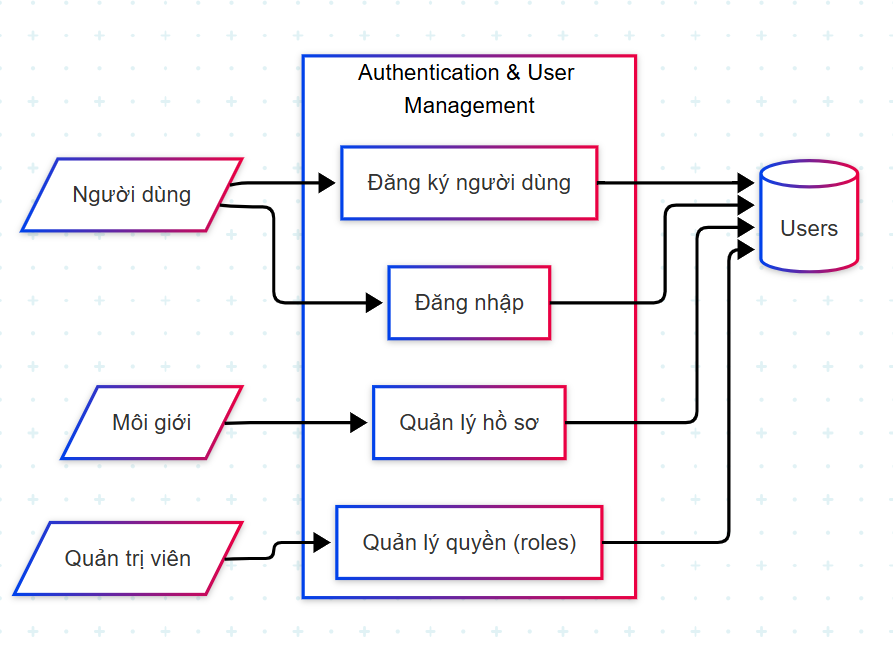 Authentication & User
Management
Người dùng
Đăng ký người dùng
Users
Đăng nhập
Môi giới
Quản lý hồ sơ
Quản trị viên
Quản lý quyền (roles)